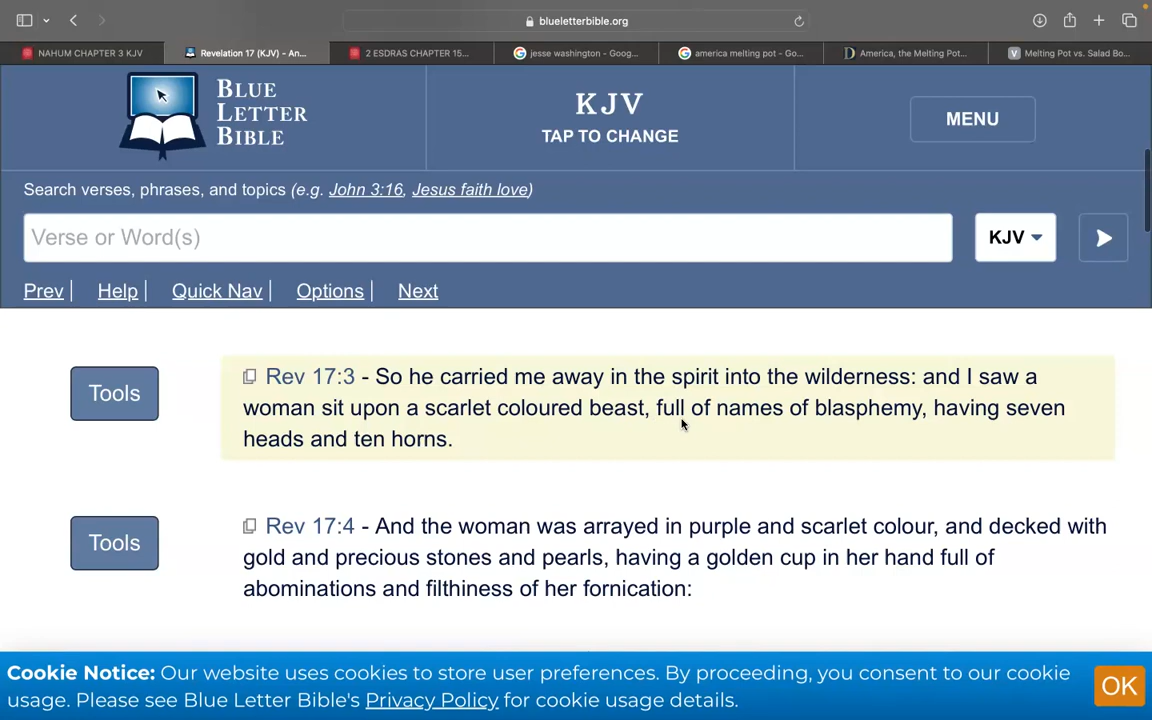 blueletterbible.org
NAHUM CHAPTER 3 KJV
Revelation 17 (KJV) - An...
2 ESDRAS CHAPTER 15...
jesse washington - Goog...
america melting pot - Go...
America, the Melting Pot...
Melting Pot vs. Salad Bo...
BLUE
LETTER
BIBLE
KJV
TAP TO CHANGE
MENU
Search verses, phrases, and topics (e.g. John 3:16, Jesus faith love)
Verse or Word(s)
KJV
Prev | Help | Quick Nav | Options | Next
Tools
Rev 17:3 - So he carried me away in the spirit into the wilderness: and I saw a
woman sit upon a scarlet coloured beast, full of names of blasphemy, having seven
heads and ten horns.
Tools
Rev 17:4 - And the woman was arrayed in purple and scarlet colour, and decked with
gold and precious stones and pearls, having a golden cup in her hand full of
abominations and filthiness of her fornication:
Cookie Notice: Our website uses cookies to store user preferences. By proceeding, you consent to our cookie
usage. Please see Blue Letter Bible's Privacy Policy for cookie usage details.
OK